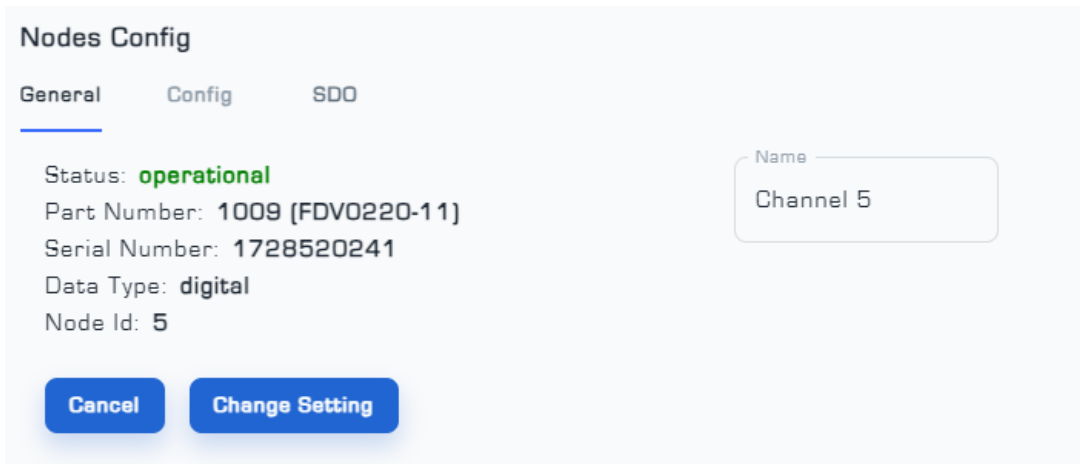 Nodes Config
General Config SDO
Status: operational
Part Number: 1009 (FDV0220-11)
Serial Number: 1728520241
Data Type: digital
Node Id: 5
Name
Channel 5
Cancel Change Setting